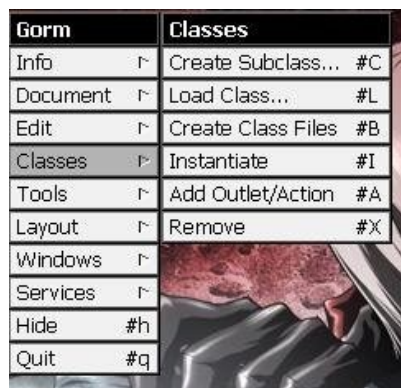 Gorm
Info
Document
Edit
Classes
Tools
Layout
Windows
Services
Hide #h
Quit #q
Classes
Create Subclass... #C
Load Class... #L
Create Class Files #B
Instantiate #I
Add Outlet/Action #A
Remove #X